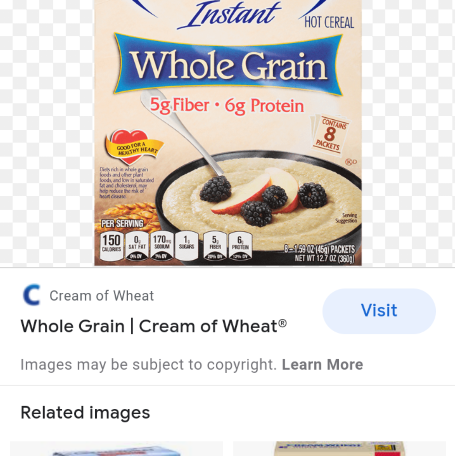 Instant
HOT CEREAL
Whole Grain
5g Fiber • 6g Protein
CONTAINS
8
PACKETS
GOOD FOR A
HEALTHY HEART
Diets rich in whole grain
foods and other plant
foods, and low in saturated
fat and cholesterol, may
help reduce the risk of
heart disease.
Serving
Suggestion
PER SERVING
150 CALORIES
0g SAT FAT 0% DV
170mg SODIUM 7% DV
1g SUGARS
5g FIBER 20% DV
6g PROTEIN
8 – 1.59 OZ (45g) PACKETS
NET WT 12.7 OZ (360g)
Cream of Wheat
Visit
Whole Grain | Cream of Wheat®
Images may be subject to copyright. Learn More
Related images